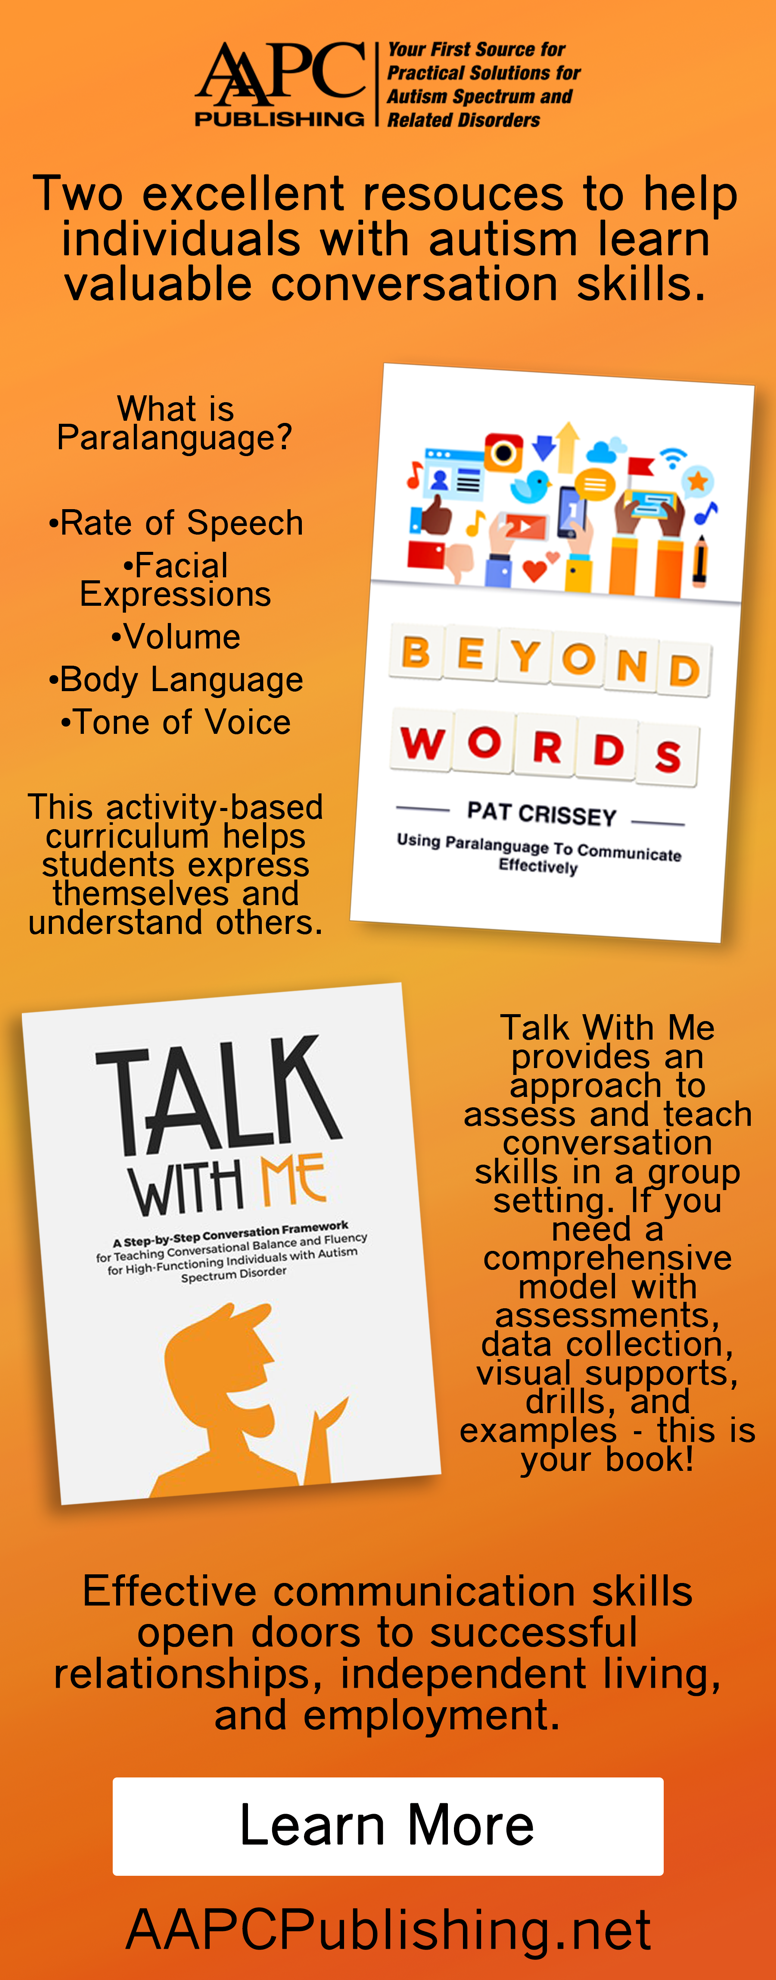 AAPC
PUBLISHING
Your First Source for
Practical Solutions for
Autism Spectrum and
Related Disorders
Two excellent resouces to help
individuals with autism learn
valuable conversation skills.
What is
Paralanguage?
•Rate of Speech
•Facial
Expressions
•Volume
•Body Language
•Tone of Voice
This activity-based
curriculum helps
students express
themselves and
understand others.
BEYOND
WORDS
PAT CRISSEY
Using Paralanguage To Communicate
Effectively
TALK
WITH ME
A Step-by-Step Conversation Framework
for Teaching Conversational Balance and Fluency
for High-Functioning Individuals with Autism
Spectrum Disorder
Talk With Me
provides an
approach to
assess and teach
conversation
skills in a group
setting. If you
need a
comprehensive
model with
assessments,
data collection,
visual supports,
drills, and
examples - this is
your book!
Effective communication skills
open doors to successful
relationships, independent living,
and employment.
Learn More
AAPCPublishing.net